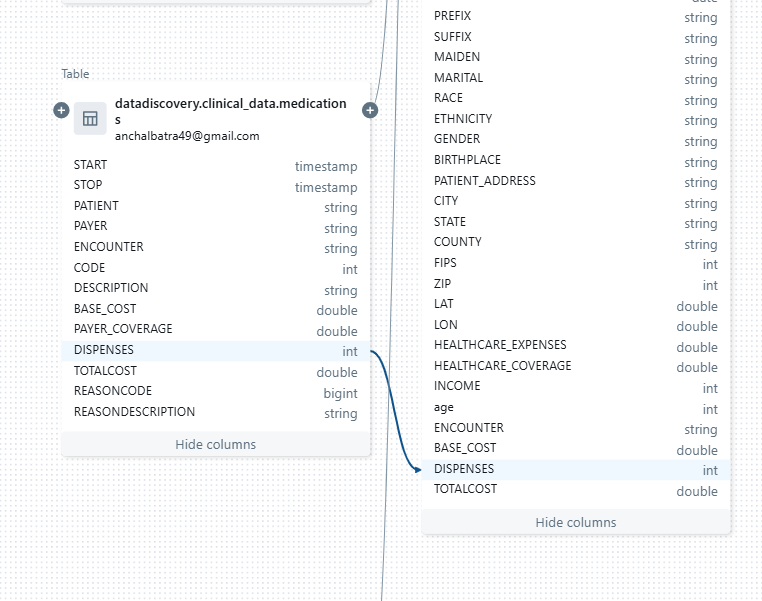 Table
datadiscovery.clinical_data.medication
s
anchalbatra49@gmail.com
START timestamp
STOP timestamp
PATIENT string
PAYER string
ENCOUNTER string
CODE int
DESCRIPTION string
BASE_COST double
PAYER_COVERAGE double
DISPENSES int
TOTALCOST double
REASONCODE bigint
REASONDESCRIPTION string
Hide columns
date
PREFIX string
SUFFIX string
MAIDEN string
MARITAL string
RACE string
ETHNICITY string
GENDER string
BIRTHPLACE string
PATIENT_ADDRESS string
CITY string
STATE string
COUNTY string
FIPS int
ZIP int
LAT double
LON double
HEALTHCARE_EXPENSES double
HEALTHCARE_COVERAGE double
INCOME int
age int
ENCOUNTER string
BASE_COST double
DISPENSES int
TOTALCOST double
Hide columns